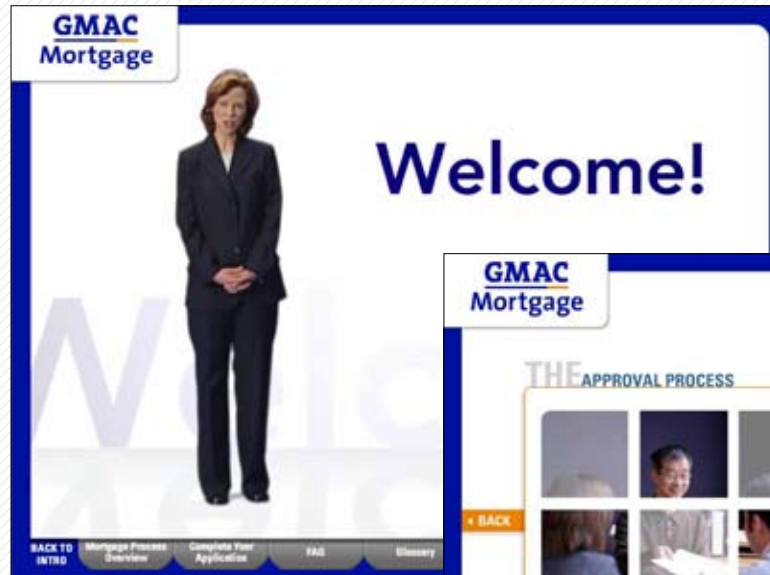 GMAC
Mortgage
Welcome!
Welc
BACK TO
INTRO
Mortgage Process
Overview
Complete Your
Application
FAQ
Glossary
GMAC
Mortgage
THE APPROVAL PROCESS
BACK